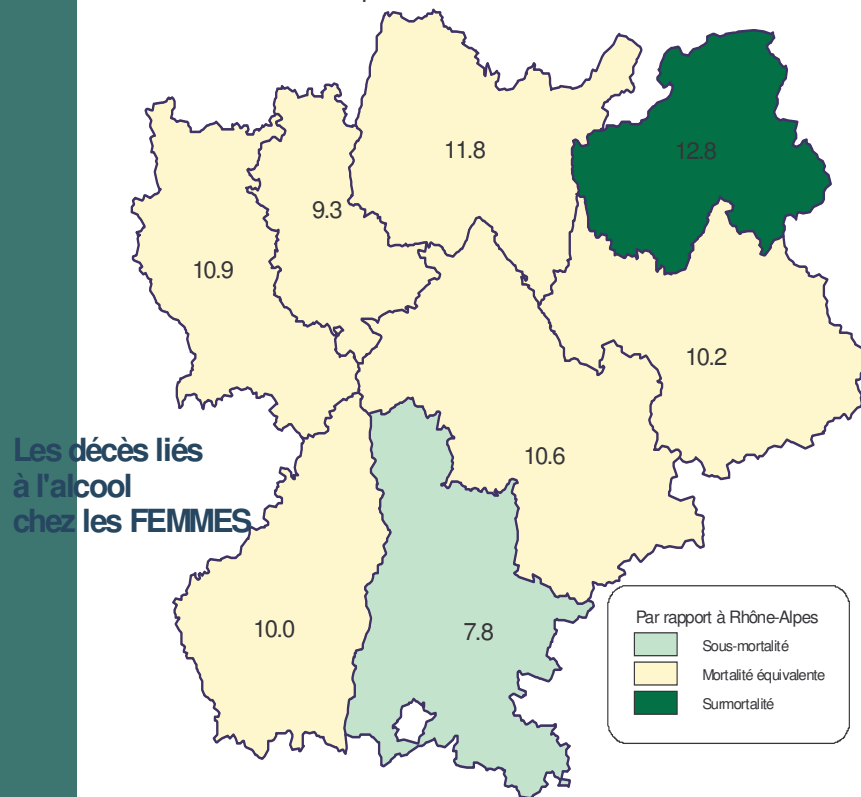 11.8
12.8
9.3
10.9
10.2
10.6
Les décès liés
à l'alcool
chez les FEMMES
10.0
7.8
Par rapport à Rhône-Alpes
Sous-mortalité
Mortalité équivalente
Surmortalité